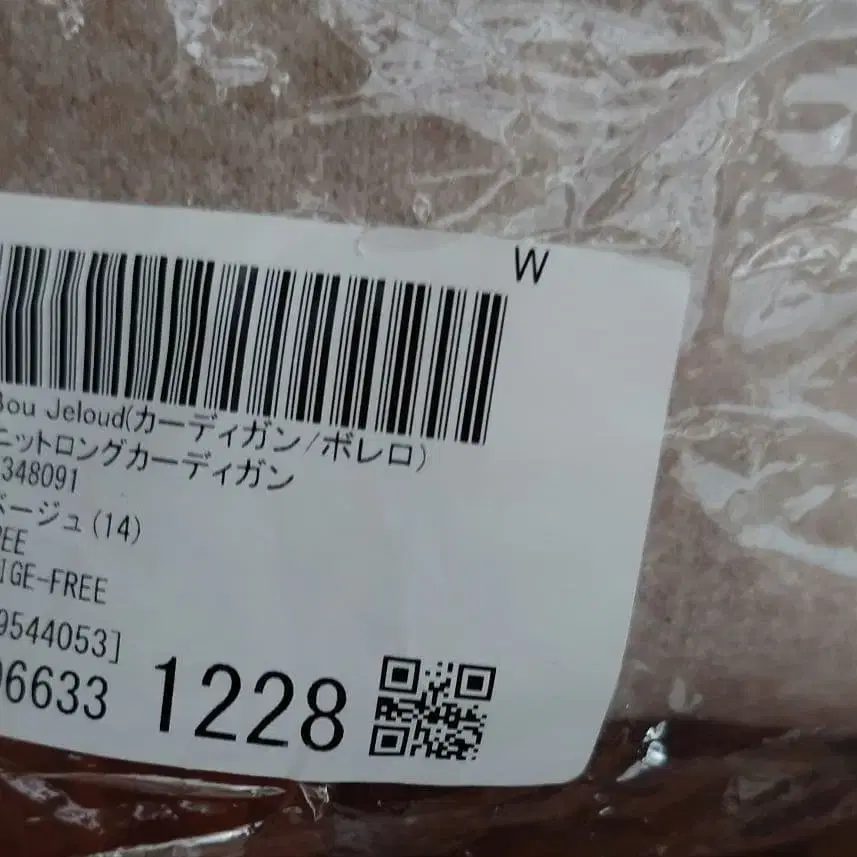 W
Bou Jeloud(カーディガン/ボレロ)
ニットロングカーディガン
348091
ベージュ(14)
EE
IGE-FREE
9544053]
06633 1228